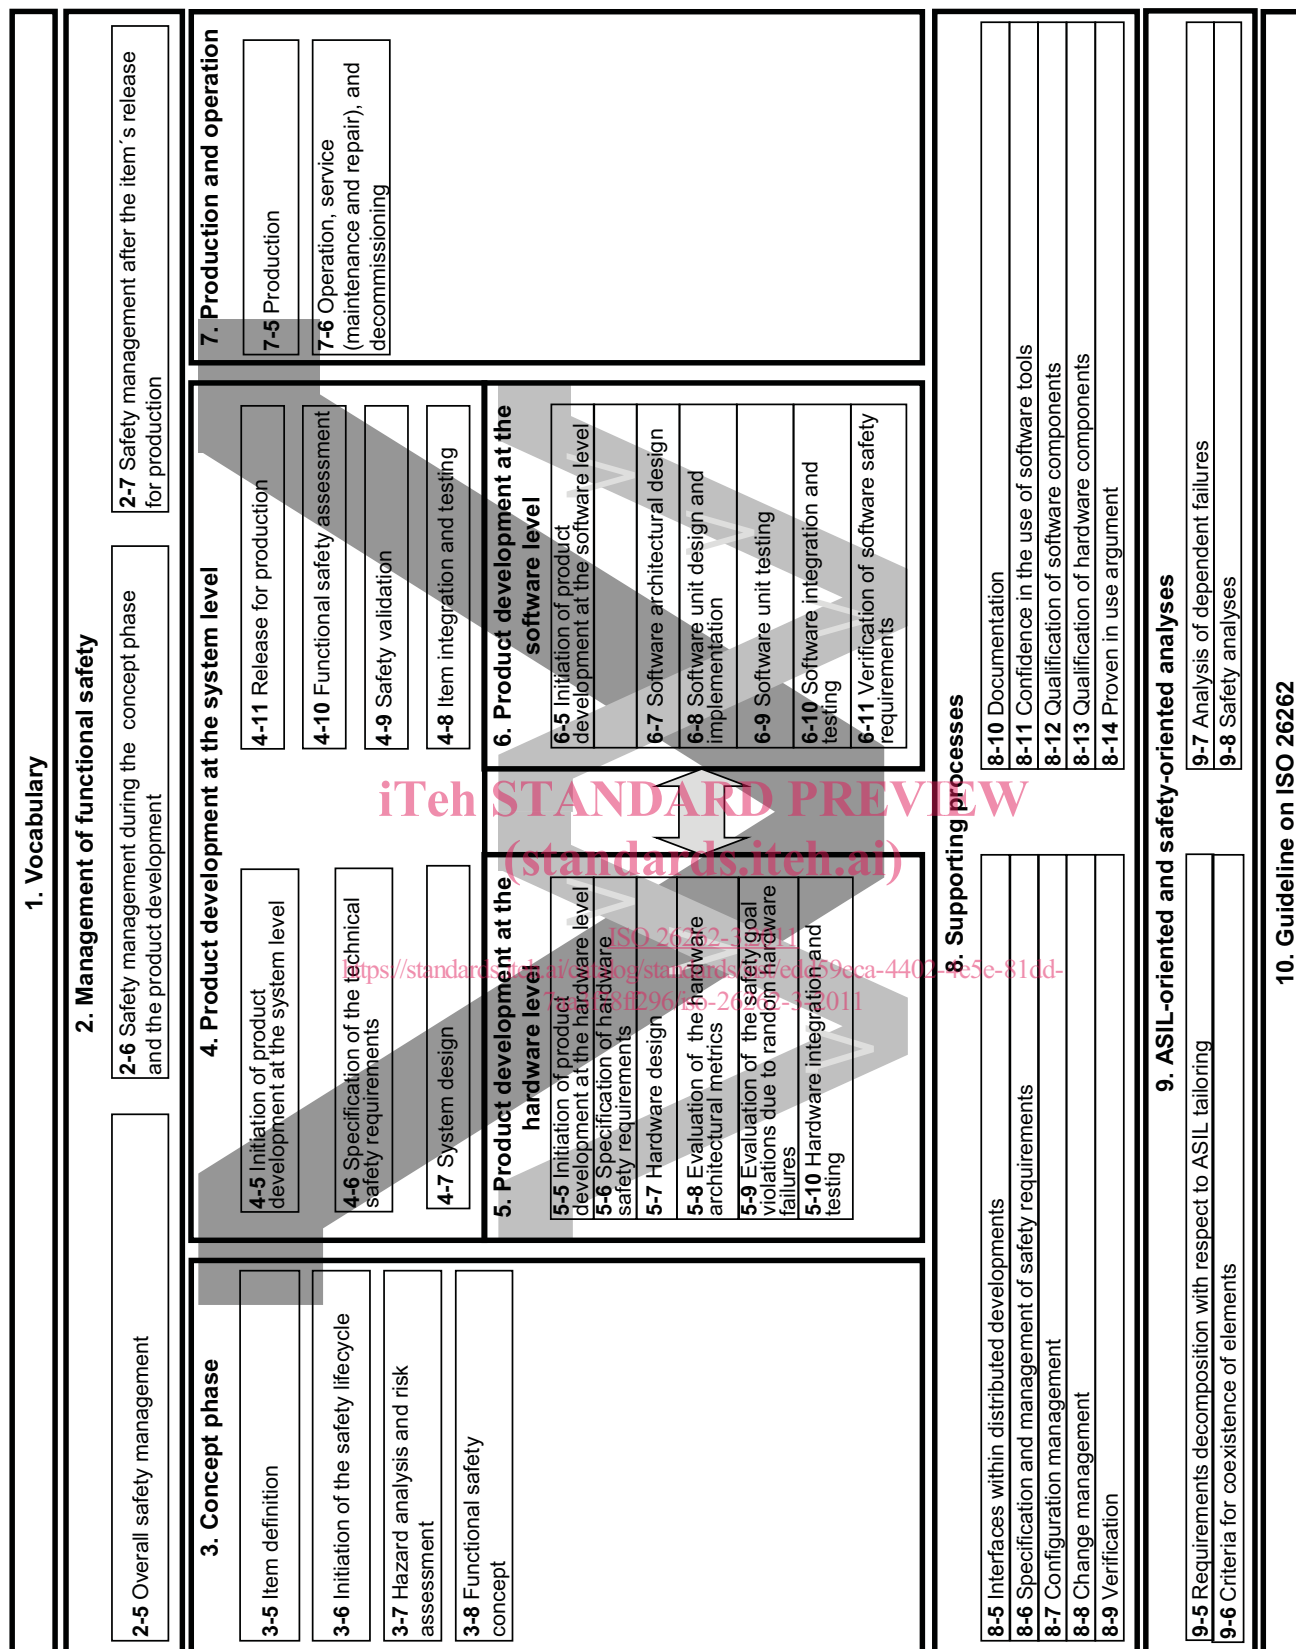 1. Vocabulary
2. Management of functional safety
2-5 Overall safety management
2-6 Safety management during the concept phase
and the product development
2-7 Safety management after the item´s release
for production
3. Concept phase
3-5 Item definition
3-6 Initiation of the safety lifecycle
3-7 Hazard analysis and risk
assessment
3-8 Functional safety
concept
4. Product development at the system level
4-5 Initiation of product
development at the system level
4-6 Specification of the technical
safety requirements
4-7 System design
4-11 Release for production
4-10 Functional safety assessment
4-9 Safety validation
4-8 Item integration and testing
7. Production and operation
7-5 Production
7-6 Operation, service
(maintenance and repair), and
decommissioning
5. Product development at the
hardware level
5-5 Initiation of product
development at the hardware level
5-6 Specification of hardware
safety requirements
5-7 Hardware design
5-8 Evaluation of the hardware
architectural metrics
5-9 Evaluation of the safety goal
violations due to random hardware
failures
5-10 Hardware integration and
testing
6. Product development at the
software level
6-5 Initiation of product
development at the software level
6-7 Software architectural design
6-8 Software unit design and
implementation
6-9 Software unit testing
6-10 Software integration and
testing
6-11 Verification of software safety
requirements
8. Supporting processes
8-5 Interfaces within distributed developments
8-6 Specification and management of safety requirements
8-7 Configuration management
8-8 Change management
8-9 Verification
8-10 Documentation
8-11 Confidence in the use of software tools
8-12 Qualification of software components
8-13 Qualification of hardware components
8-14 Proven in use argument
9. ASIL-oriented and safety-oriented analyses
9-5 Requirements decomposition with respect to ASIL tailoring
9-6 Criteria for coexistence of elements
9-7 Analysis of dependent failures
9-8 Safety analyses
10. Guideline on ISO 26262
iTeh STANDARD PREVIEW
(standards.iteh.ai)
ISO 26262-3:2011